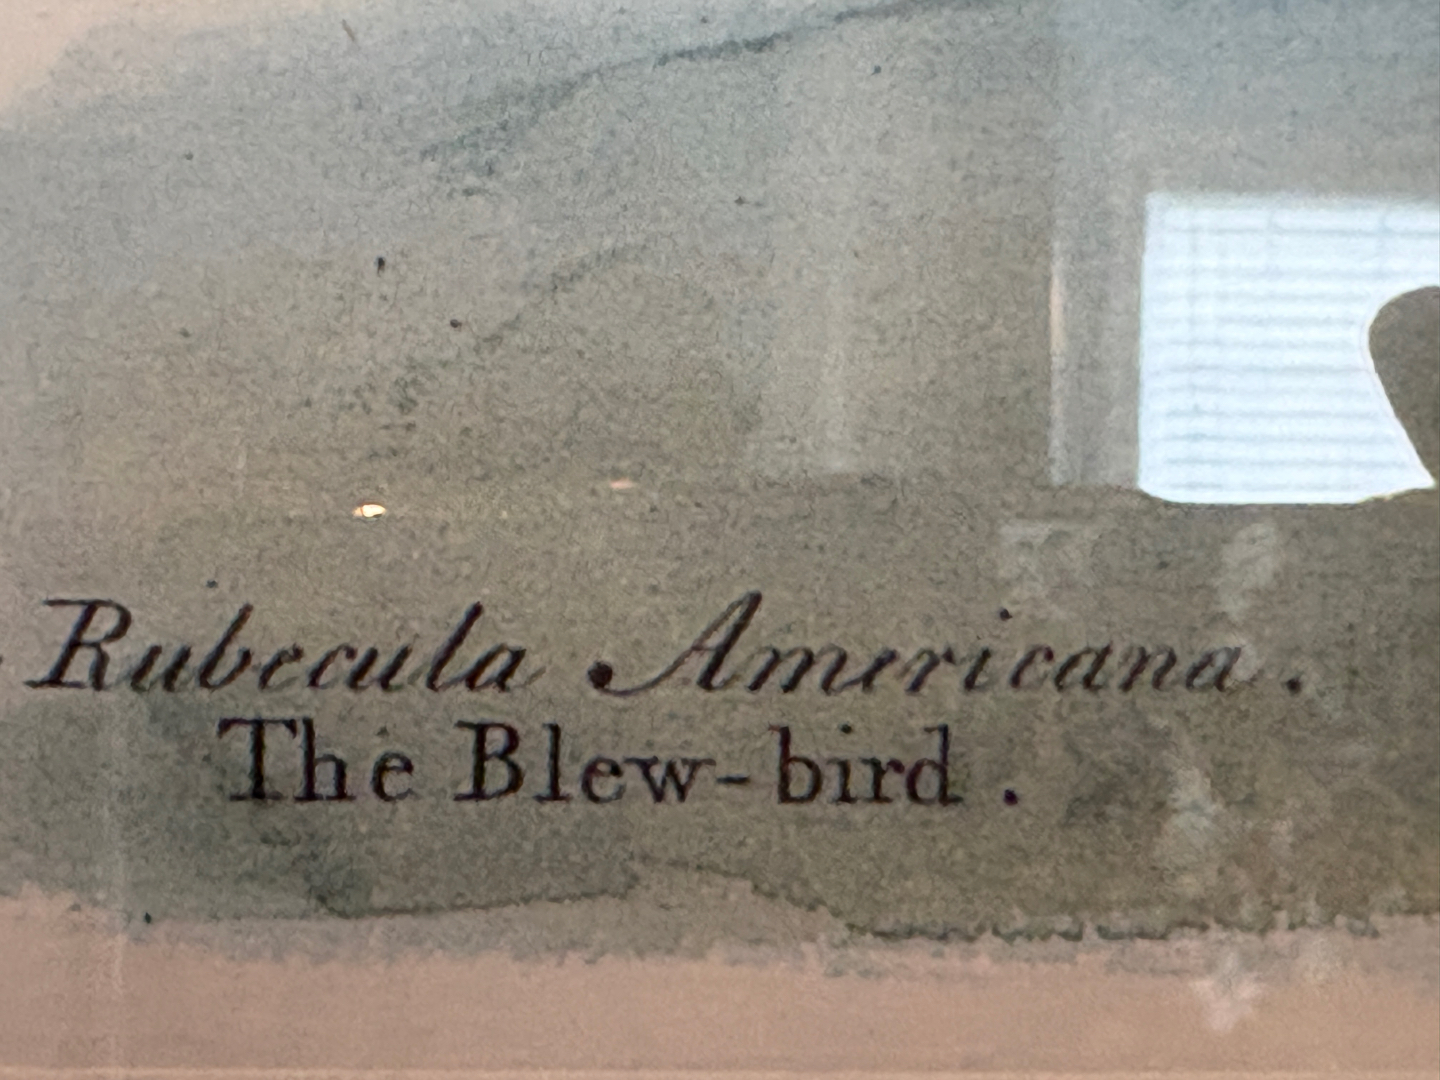 Rubecula Americana.
The Blew-bird.